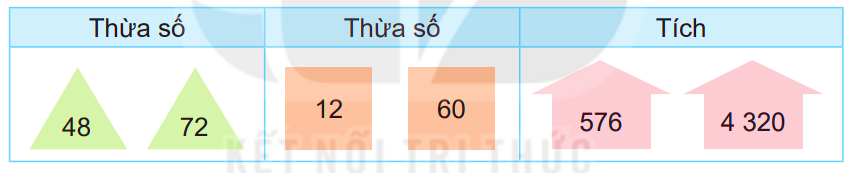 Thừa số Thừa số Tích
48 72 12 60 576 4 320
KẾT NỐI TRI THỨC